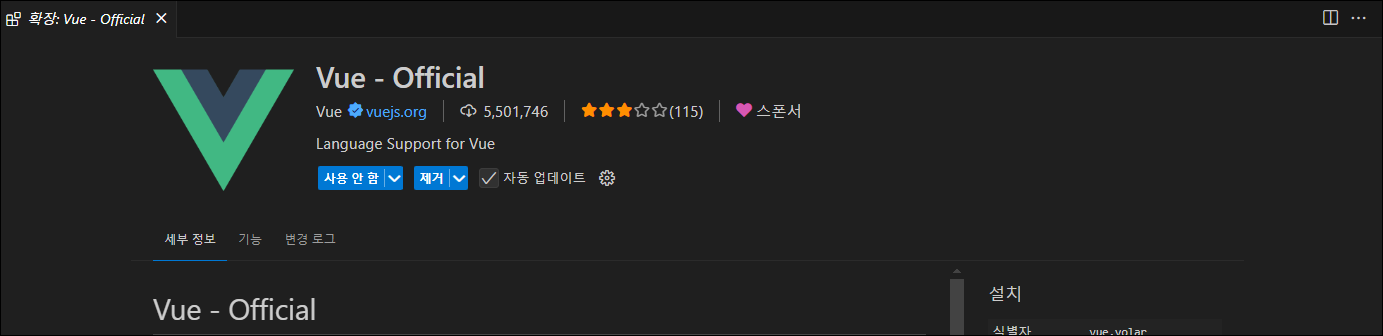 확장: Vue - Official
Vue - Official
Vue vuejs.org 5,501,746 (115) 스폰서
Language Support for Vue
사용 안 함 제거 자동 업데이트
세부 정보 기능 변경 로그
Vue - Official
설치
식별자 vue.volar